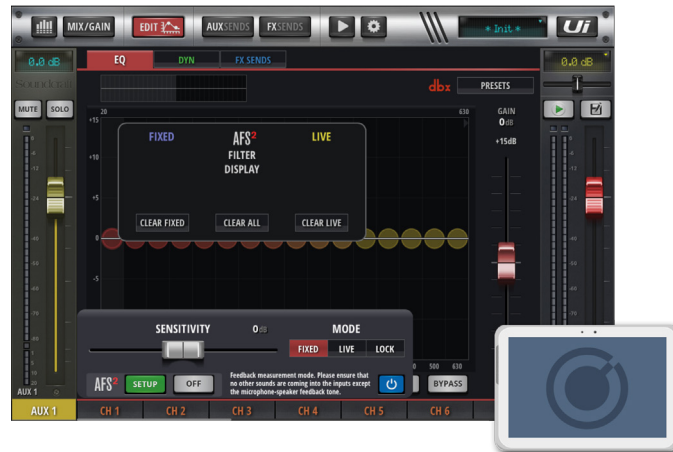 MIX/GAIN EDIT AUXSENDS FXSENDS * Init * Ui
0.0 dB EQ DYN FX SENDS 0.0 dB
Soundcraft dbx PRESETS
MUTE SOLO 20 630 GAIN
+15 0dB
FIXED AFS2 LIVE +15dB
FILTER
DISPLAY
+10
+5
CLEAR FIXED CLEAR ALL CLEAR LIVE
0
-5
SENSITIVITY 0 dB MODE
FIXED LIVE LOCK
500 630
AFS2 SETUP OFF Feedback measurement mode. Please ensure that
no other sounds are coming into the inputs except
the microphone-speaker feedback tone.
BYPASS
AUX 1
AUX 1 CH 1 CH 2 CH 3 CH 4 CH 5 CH 6